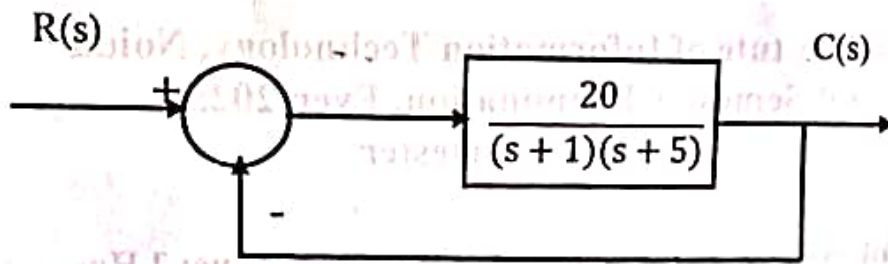 R(s)
C(s)
+
20
(s + 1)(s + 5)
-